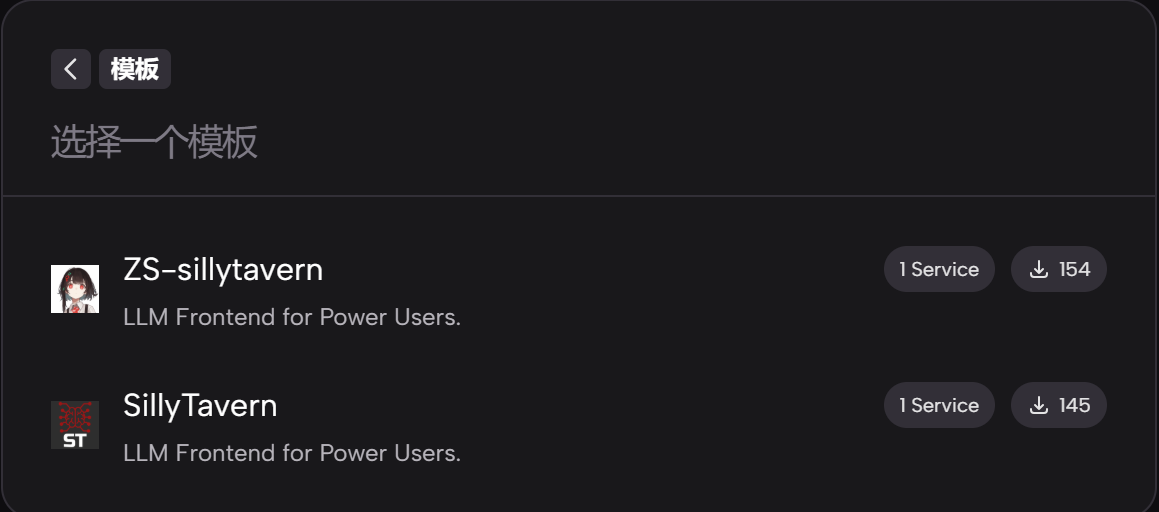 模板
选择一个模板
ZS-sillytavern
1 Service
154
LLM Frontend for Power Users.
ST
SillyTavern
1 Service
145
LLM Frontend for Power Users.